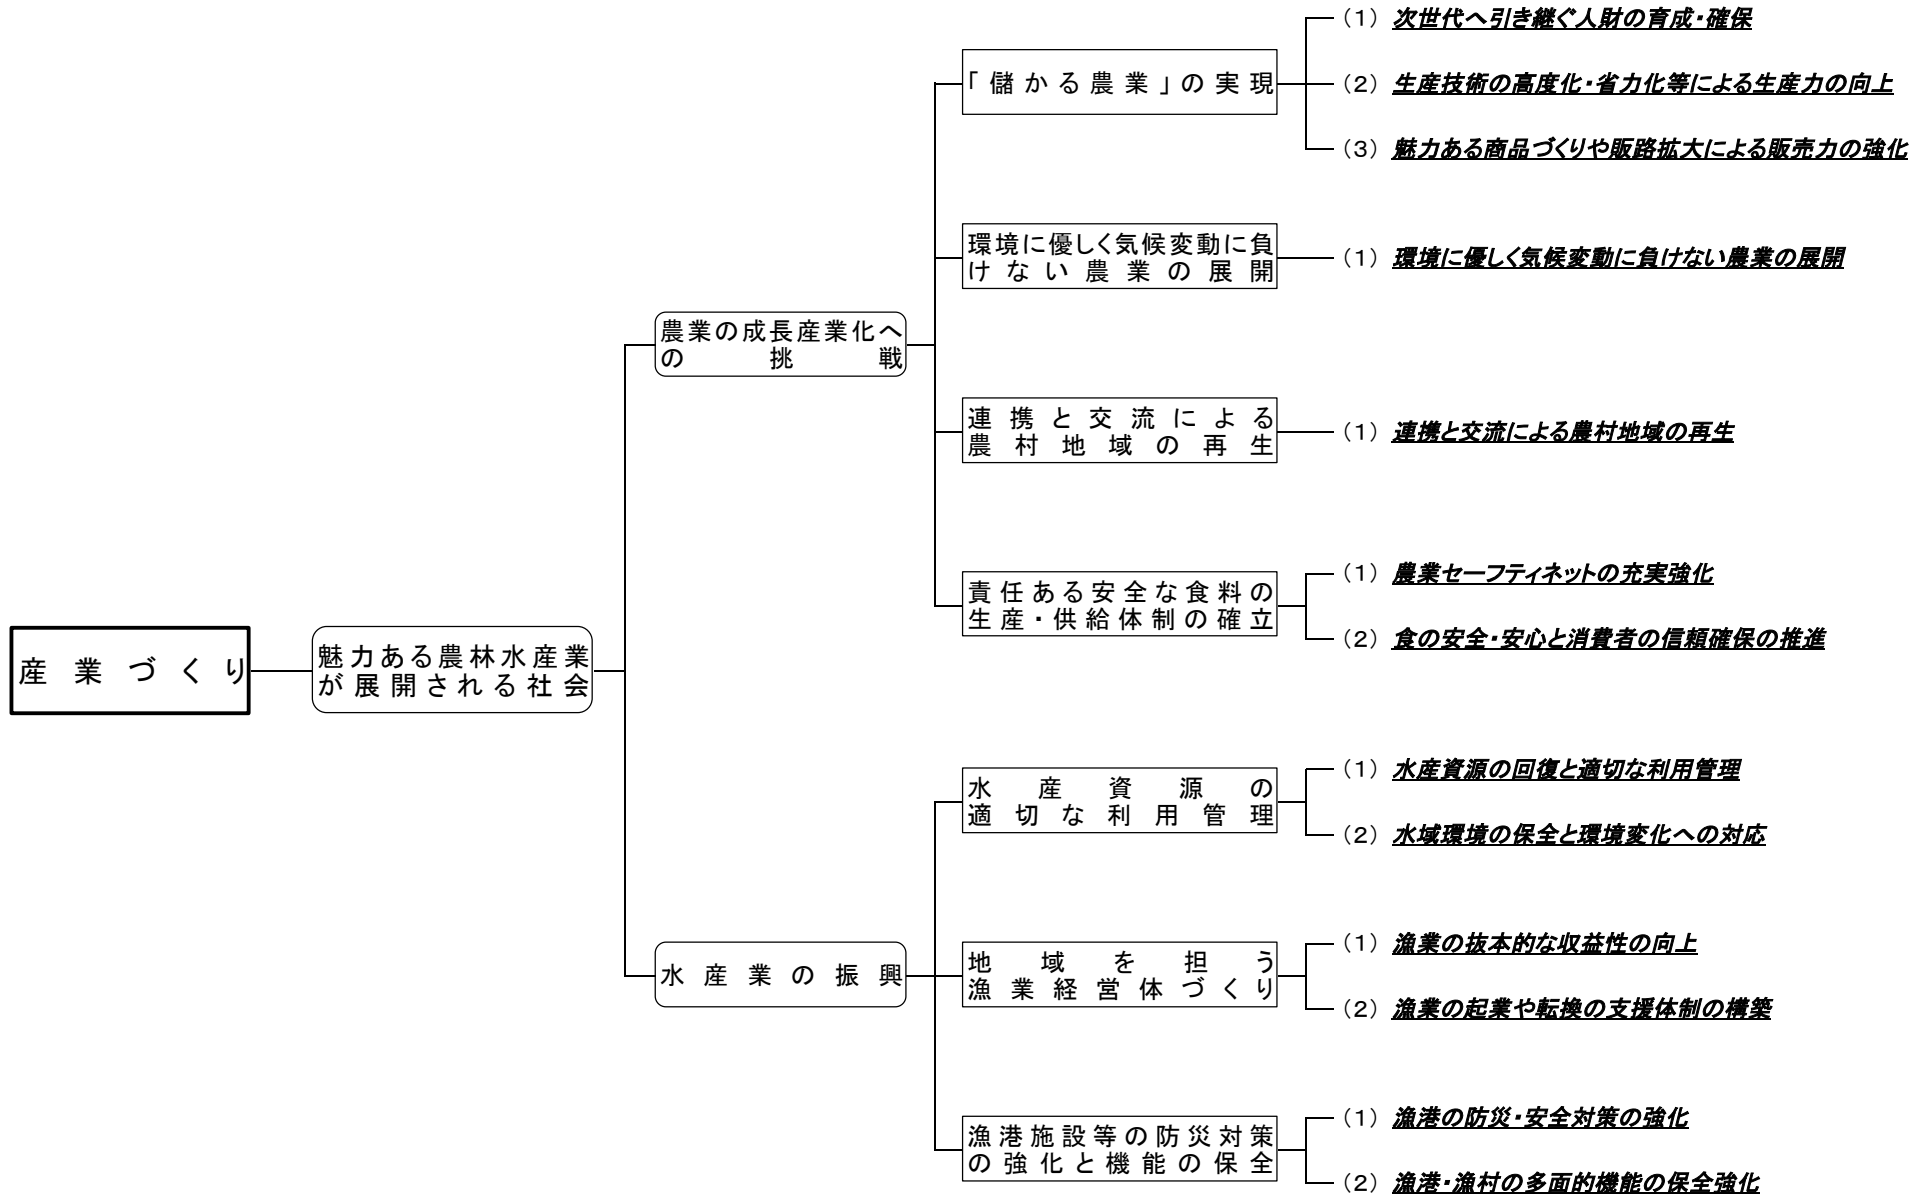 産業づくり
魅力ある農林水産業
が展開される社会
農業の成長産業化へ
の挑戦
「儲かる農業」の実現
(1) 次世代へ引き継ぐ人財の育成・確保
(2) 生産技術の高度化・省力化等による生産力の向上
(3) 魅力ある商品づくりや販路拡大による販売力の強化
環境に優しく気候変動に負
けない農業の展開
(1) 環境に優しく気候変動に負けない農業の展開
連携と交流による
農村地域の再生
(1) 連携と交流による農村地域の再生
責任ある安全な食料の
生産・供給体制の確立
(1) 農業セーフティネットの充実強化
(2) 食の安全・安心と消費者の信頼確保の推進
水産業の振興
水産資源の
適切な利用管理
(1) 水産資源の回復と適切な利用管理
(2) 水域環境の保全と環境変化への対応
地域を担う
漁業経営体づくり
(1) 漁業の抜本的な収益性の向上
(2) 漁業の起業や転換の支援体制の構築
漁港施設等の防災対策
の強化と機能の保全
(1) 漁港の防災・安全対策の強化
(2) 漁港・漁村の多面的機能の保全強化